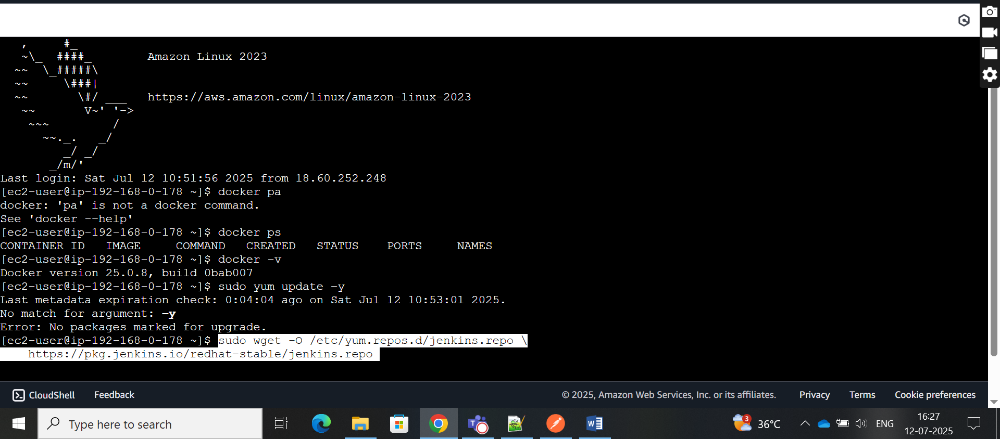 ,     #_
   ~\_  ####_        Amazon Linux 2023
  ~~  \_#####\
  ~~     \###|
  ~~       \#/ ___   https://aws.amazon.com/linux/amazon-linux-2023
   ~~       V~' '->
    ~~~         /
      ~~._.   _/
         _/ _/
       _/m/'
Last login: Sat Jul 12 10:51:56 2025 from 18.60.252.248
[ec2-user@ip-192-168-0-178 ~]$ docker pa
docker: 'pa' is not a docker command.
See 'docker --help'
[ec2-user@ip-192-168-0-178 ~]$ docker ps
CONTAINER ID   IMAGE     COMMAND   CREATED   STATUS    PORTS     NAMES
[ec2-user@ip-192-168-0-178 ~]$ docker -v
Docker version 25.0.8, build 0bab007
[ec2-user@ip-192-168-0-178 ~]$ sudo yum update –y
Last metadata expiration check: 0:04:04 ago on Sat Jul 12 10:53:01 2025.
No match for argument: –y
Error: No packages marked for upgrade.
[ec2-user@ip-192-168-0-178 ~]$ sudo wget -O /etc/yum.repos.d/jenkins.repo \
    https://pkg.jenkins.io/redhat-stable/jenkins.repo
CloudShell Feedback © 2025, Amazon Web Services, Inc. or its affiliates. Privacy Terms Cookie preferences
Type here to search
3
36°C
ENG
16:27
12-07-2025